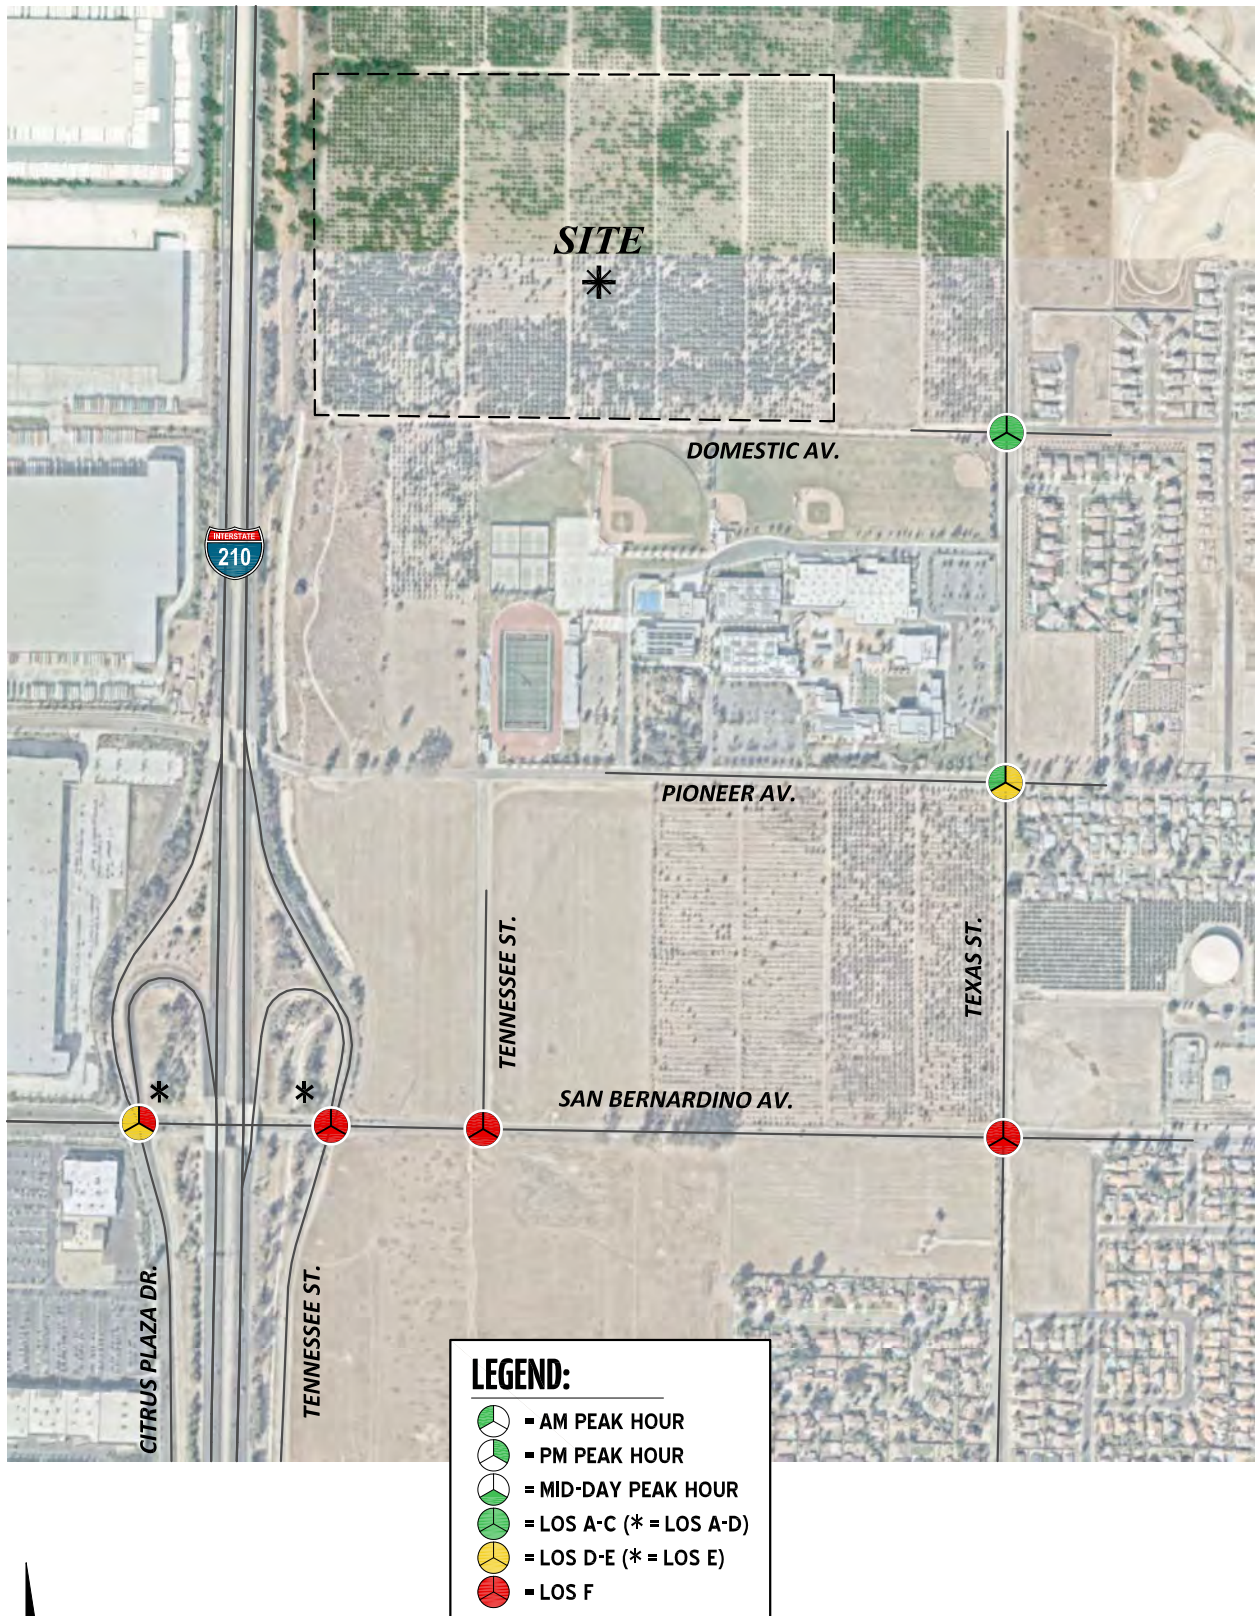 SITE
*
DOMESTIC AV.
INTERSTATE
210
PIONEER AV.
TENNESSEE ST.
TEXAS ST.
* *
SAN BERNARDINO AV.
CITRUS PLAZA DR.
TENNESSEE ST.
LEGEND:
= AM PEAK HOUR
= PM PEAK HOUR
= MID-DAY PEAK HOUR
= LOS A-C (* = LOS A-D)
= LOS D-E (* = LOS E)
= LOS F